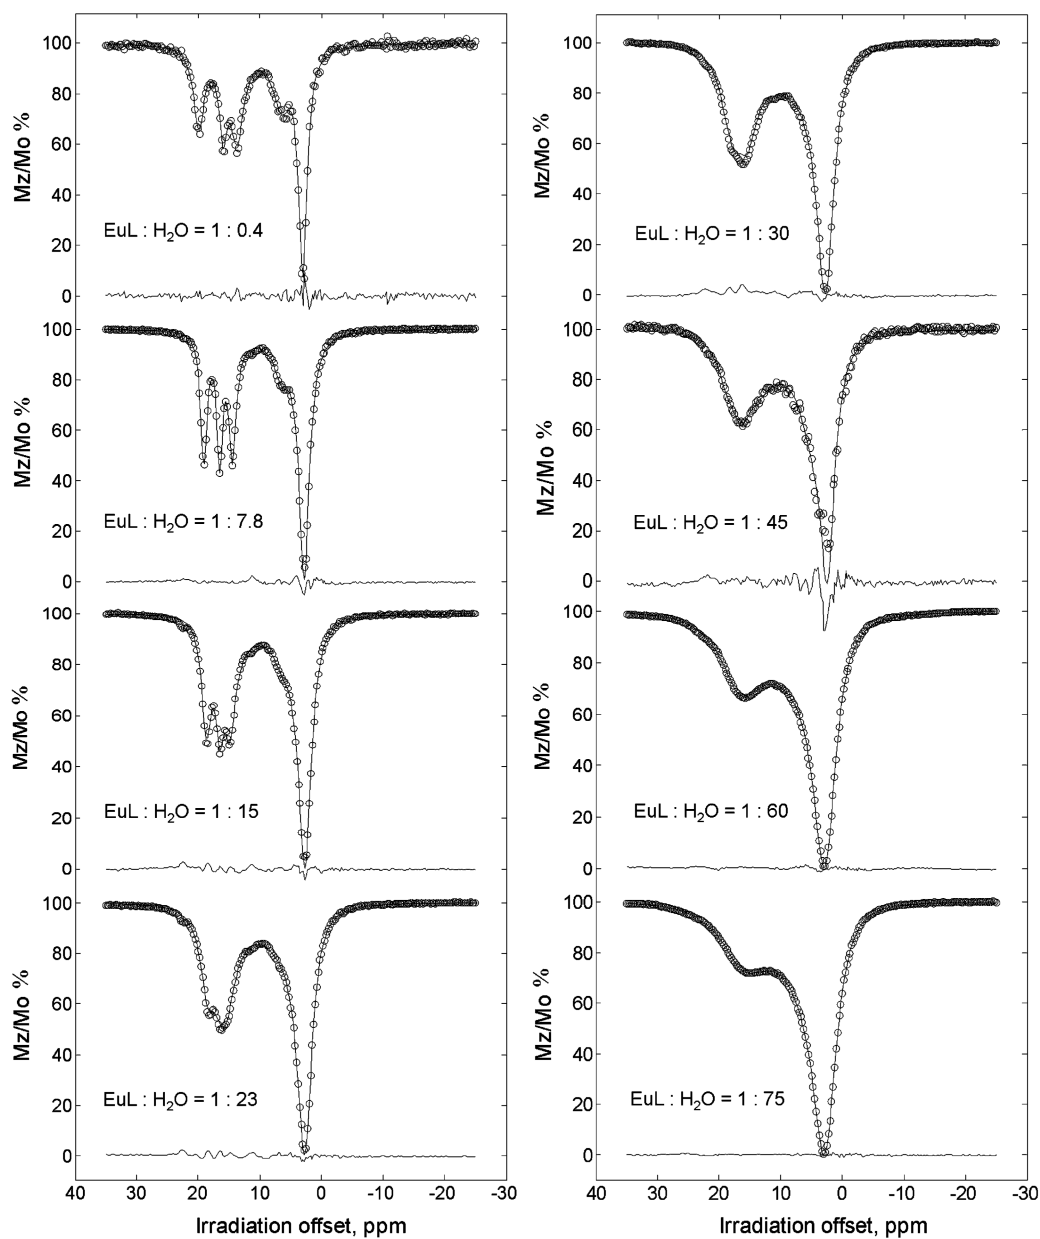 100
80
60
40
20
0
Mz/Mo %
EuL : H₂O = 1 : 0.4
100
80
60
40
20
0
Mz/Mo %
EuL : H₂O = 1 : 7.8
100
80
60
40
20
0
Mz/Mo %
EuL : H₂O = 1 : 15
100
80
60
40
20
0
Mz/Mo %
EuL : H₂O = 1 : 23
40 30 20 10 0 -10 -20 -30
Irradiation offset, ppm
100
80
60
40
20
0
Mz/Mo %
EuL : H₂O = 1 : 30
100
80
60
40
20
0
Mz/Mo %
EuL : H₂O = 1 : 45
100
80
60
40
20
0
Mz/Mo %
EuL : H₂O = 1 : 60
100
80
60
40
20
0
Mz/Mo %
EuL : H₂O = 1 : 75
40 30 20 10 0 -10 -20 -30
Irradiation offset, ppm